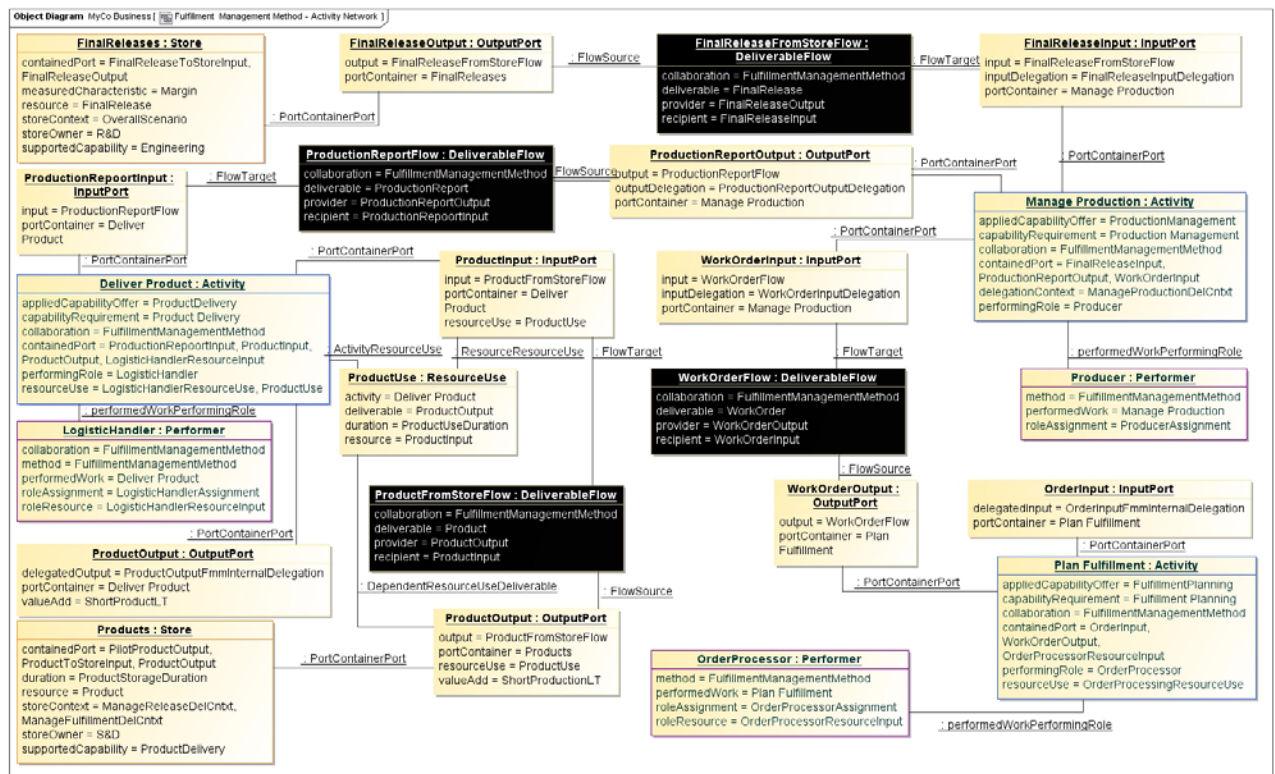 Object Diagram MyCo Business [ Fulfillment Management Method - Activity Network ]
FinalReleases : Store
containedPort = FinalReleaseToStoreInput,
FinalReleaseOutput
measuredCharacteristic = Margin
resource = FinalRelease
storeContext = OverallScenario
storeOwner = R&D
supportedCapability = Engineering
FinalReleaseOutput : OutputPort
output = FinalReleaseFromStoreFlow
portContainer = FinalReleases
: FlowSource
: PortContainerPort
FinalReleaseFromStoreFlow :
DeliverableFlow
collaboration = FulfillmentManagementMethod
deliverable = FinalRelease
provider = FinalReleaseOutput
recipient = FinalReleaseInput
: FlowTarget
FinalReleaseInput : InputPort
input = FinalReleaseFromStoreFlow
inputDelegation = FinalReleaseInputDelegation
portContainer = Manage Production
: PortContainerPort
ProductionRepoortInput :
InputPort
input = ProductionReportFlow
portContainer = Deliver
Product
: FlowTarget
ProductionReportFlow : DeliverableFlow
collaboration = FulfillmentManagementMethod
deliverable = ProductionReport
provider = ProductionReportOutput
recipient = ProductionRepoortInput
FlowSource
ProductionReportOutput : OutputPort
output = ProductionReportFlow
outputDelegation = ProductionReportOutputDelegation
portContainer = Manage Production
: PortContainerPort
Manage Production : Activity
appliedCapabilityOffer = ProductionManagement
capabilityRequirement = Production Management
collaboration = FulfillmentManagementMethod
containedPort = FinalReleaseInput,
ProductionReportOutput, WorkOrderInput
delegationContext = ManageProductionDelCntxt
performingRole = Producer
: PortContainerPort
: PortContainerPort
: PortContainerPort
Deliver Product : Activity
appliedCapabilityOffer = ProductDelivery
capabilityRequirement = Product Delivery
collaboration = FulfillmentManagementMethod
containedPort = ProductionRepoortInput, ProductInput,
ProductOutput, LogisticHandlerResourceInput
performingRole = LogisticHandler
resourceUse = LogisticHandlerResourceUse, ProductUse
ProductInput : InputPort
input = ProductFromStoreFlow
portContainer = Deliver
Product
resourceUse = ProductUse
WorkOrderInput : InputPort
input = WorkOrderFlow
inputDelegation = WorkOrderInputDelegation
portContainer = Manage Production
: ActivityResourceUse
: ResourceResourceUse
: FlowTarget
: FlowTarget
: performedWorkPerformingRole
Producer : Performer
method = FulfillmentManagementMethod
performedWork = Manage Production
roleAssignment = ProducerAssignment
ProductUse : ResourceUse
activity = Deliver Product
deliverable = ProductOutput
duration = ProductUseDuration
resource = ProductInput
WorkOrderFlow : DeliverableFlow
collaboration = FulfillmentManagementMethod
deliverable = WorkOrder
provider = WorkOrderOutput
recipient = WorkOrderInput
: performedWorkPerformingRole
LogisticHandler : Performer
collaboration = FulfillmentManagementMethod
method = FulfillmentManagementMethod
performedWork = Deliver Product
roleAssignment = LogisticHandlerAssignment
roleResource = LogisticHandlerResourceInput
: FlowSource
WorkOrderOutput :
OutputPort
output = WorkOrderFlow
portContainer = Plan
Fulfillment
OrderInput : InputPort
delegatedInput = OrderInputFmmInternalDelegation
portContainer = Plan Fulfillment
: PortContainerPort
ProductFromStoreFlow : DeliverableFlow
collaboration = FulfillmentManagementMethod
deliverable = Product
provider = ProductOutput
recipient = ProductInput
: PortContainerPort
ProductOutput : OutputPort
delegatedOutput = ProductOutputFmmInternalDelegation
portContainer = Deliver Product
valueAdd = ShortProductLT
: DependentResourceUseDeliverable
: FlowSource
: PortContainerPort
Plan Fulfillment : Activity
appliedCapabilityOffer = FulfillmentPlanning
capabilityRequirement = Fulfillment Planning
collaboration = FulfillmentManagementMethod
containedPort = OrderInput,
WorkOrderOutput,
OrderProcessorResourceInput
performingRole = OrderProcessor
resourceUse = OrderProcessingResourceUse
Products : Store
containedPort = PilotProductOutput,
ProductToStoreInput, ProductOutput
duration = ProductStorageDuration
resource = Product
storeContext = ManageReleaseDelCntxt,
ManageFulfillmentDelCntxt
storeOwner = S&D
supportedCapability = ProductDelivery
: PortContainerPort
ProductOutput : OutputPort
output = ProductFromStoreFlow
portContainer = Products
resourceUse = ProductUse
valueAdd = ShortProductionLT
OrderProcessor : Performer
method = FulfillmentManagementMethod
performedWork = Plan Fulfillment
roleAssignment = OrderProcessorAssignment
roleResource = OrderProcessorResourceInput
: performedWorkPerformingRole